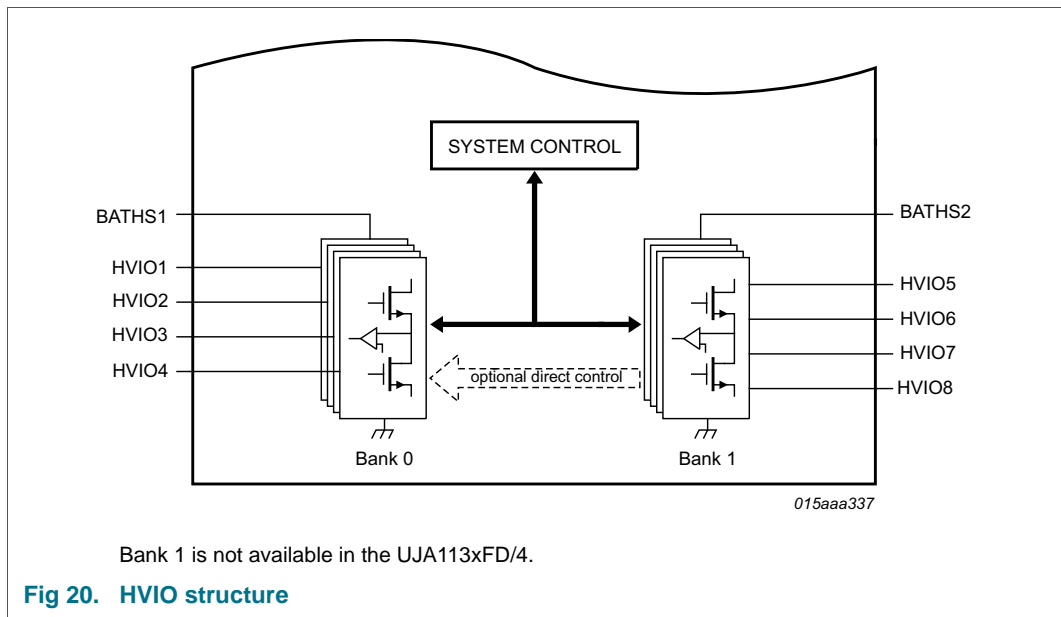 SYSTEM CONTROL
BATHS1
BATHS2
HVIO1
HVIO2
HVIO3
HVIO4
HVIO5
HVIO6
HVIO7
HVIO8
optional direct control
Bank 0
Bank 1
015aaa337
Bank 1 is not available in the UJA113xFD/4.
Fig 20. HVIO structure